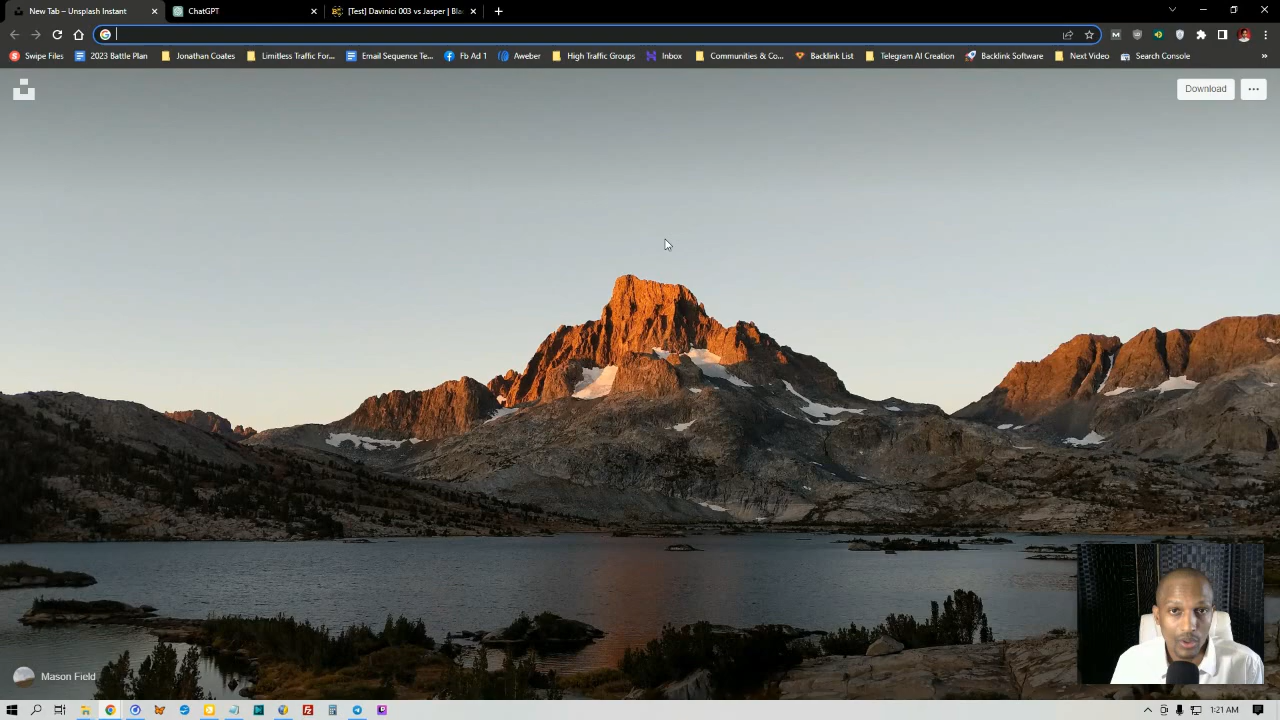 New Tab – Unsplash Instant
ChatGPT
[Test] Davinici 003 vs Jasper | Bla
Swipe Files
2023 Battle Plan
Jonathan Coates
Limitless Traffic For...
Email Sequence Te...
Fb Ad 1
Aweber
High Traffic Groups
Inbox
Communities & Co...
Backlink List
Telegram AI Creation
Backlink Software
Next Video
Search Console
Download
Mason Field
1:21 AM